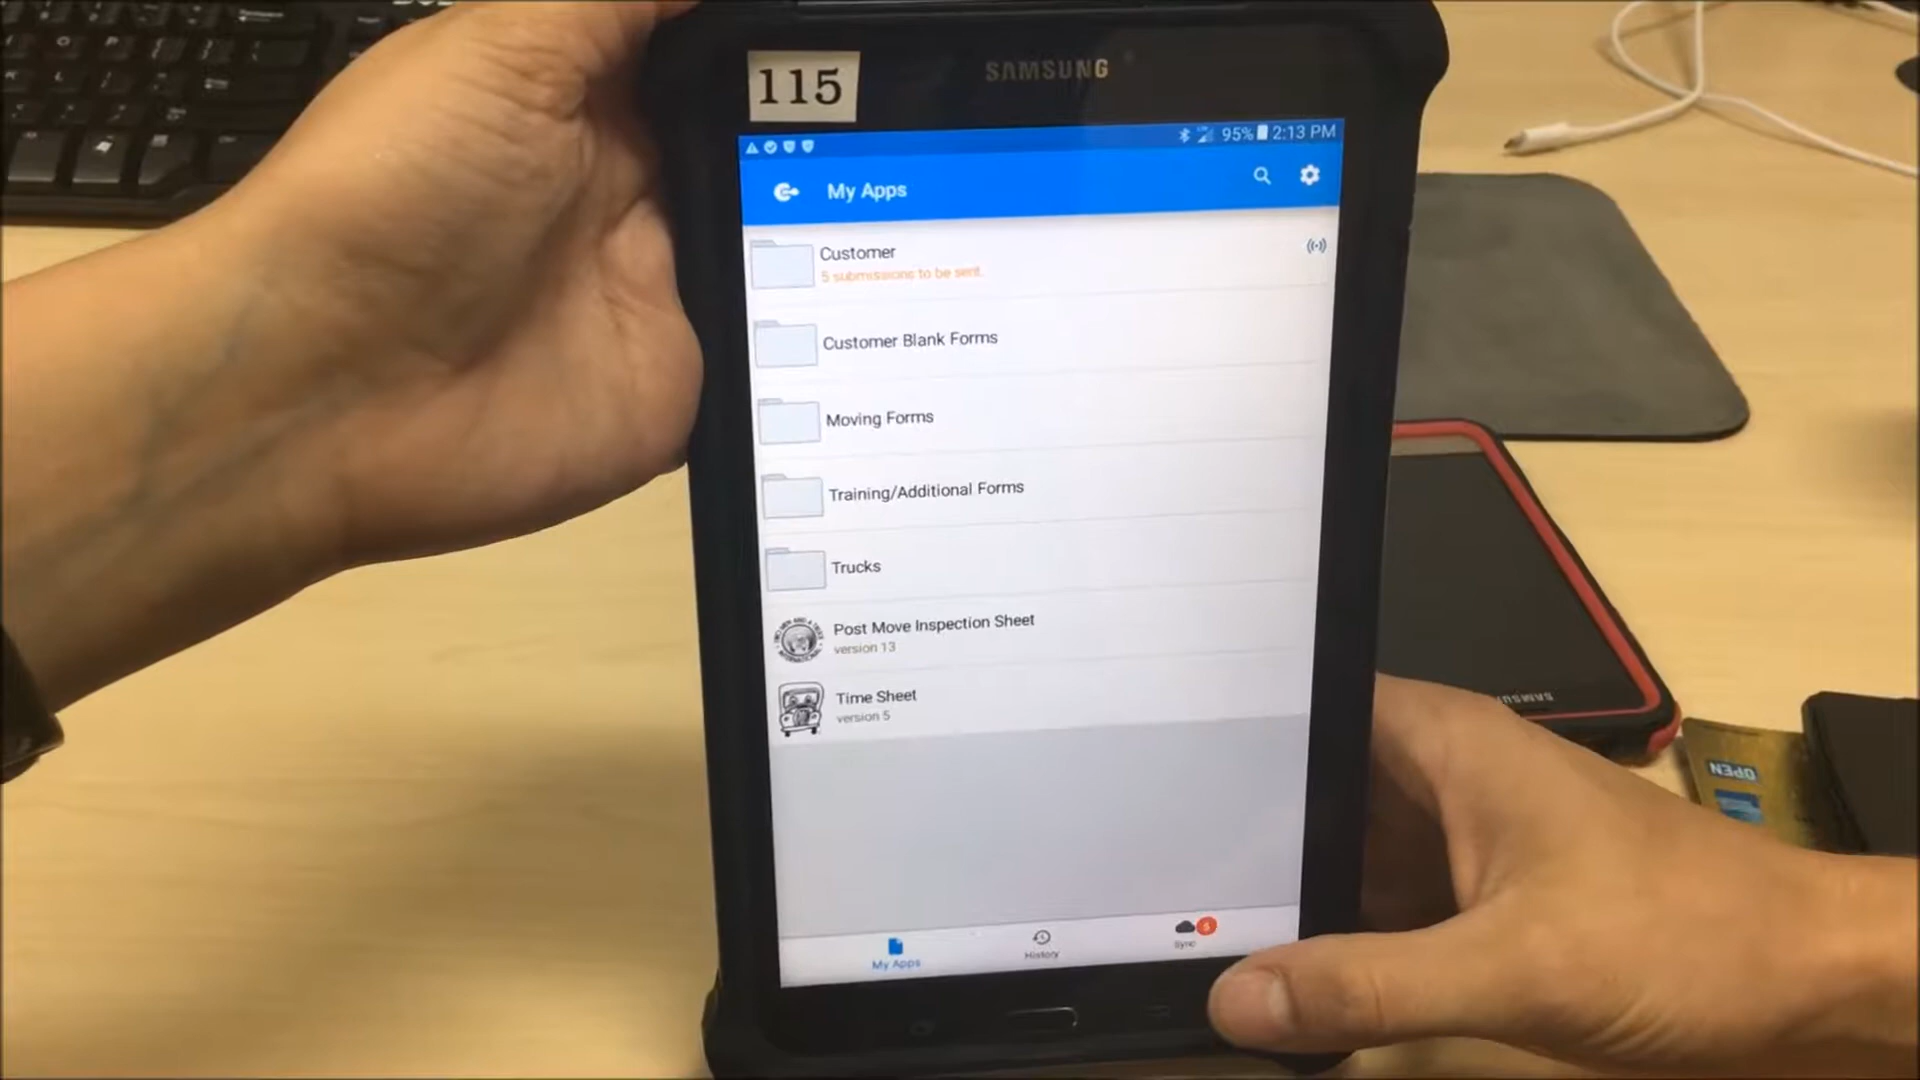 115
SAMSUNG
95% 2:13 PM
My Apps
Customer
5 submissions to be sent.
Customer Blank Forms
Moving Forms
Training/Additional Forms
Trucks
Post Move Inspection Sheet
version 13
Time Sheet
version 5
My Apps
History
5
Sync
SAMSUNG
OPEN